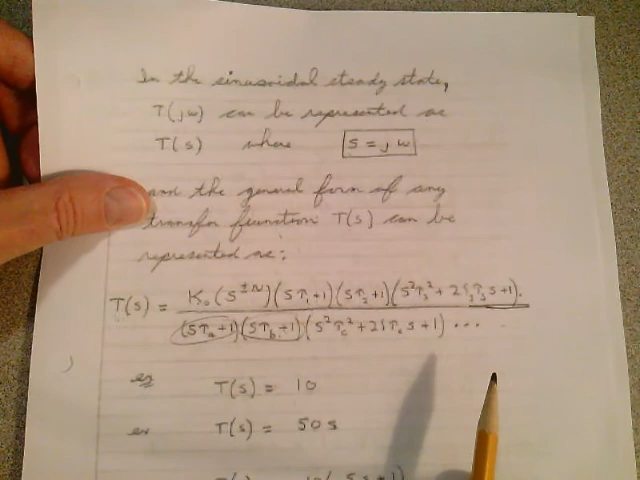 In the sinusoidal steady state,
T(jω) can be represented as
T(s) where s = jω
and the general form of any
transfer function T(s) can be
represented as:
T(s) = K₀(s^±N)(sτ₁+1)(sτ₂+1)(s²τ₃²+2ζ₃τ₃s+1).
(sτₐ+1)(sτ_b+1)(s²τ_c²+2ζτ_c s+1)...
ex T(s) = 10
ex T(s) = 50s